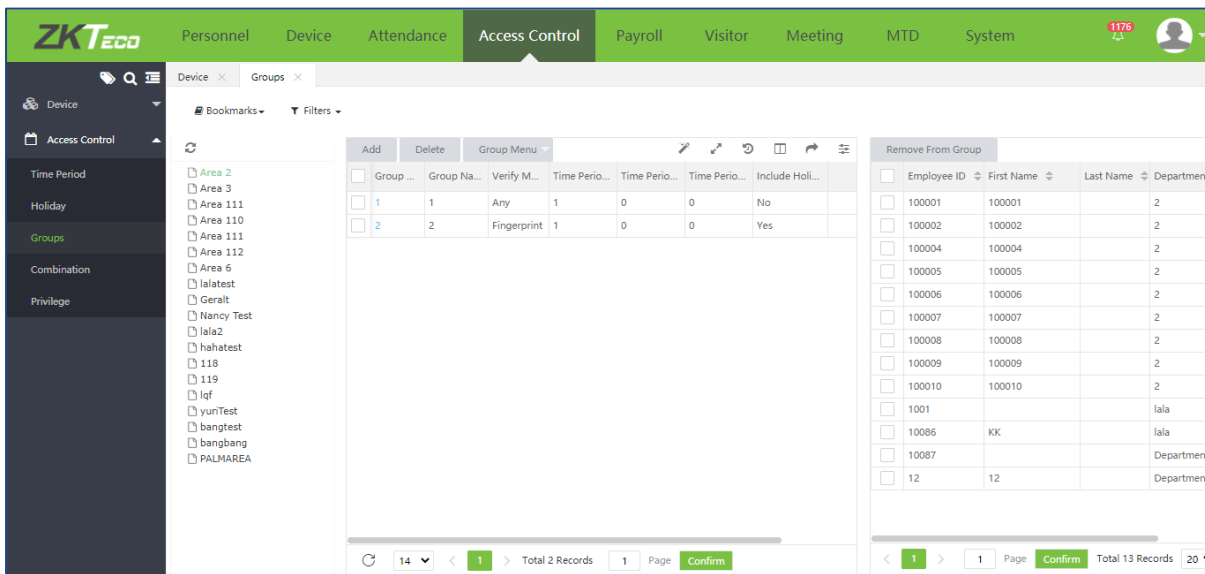 ZKTECO Personnel Device Attendance Access Control Payroll Visitor Meeting MTD System 1176
Device Groups
Device
Bookmarks Filters
Access Control
Time Period
Holiday
Groups
Combination
Privilege
Area 2
Area 3
Area 111
Area 110
Area 111
Area 112
Area 6
lalatest
Geralt
Nancy Test
lala2
hahatest
118
119
lqf
yuriTest
bangtest
bangbang
PALMAREA
Add Delete Group Menu
Group ... Group Na... Verify M... Time Perio... Time Perio... Time Perio... Include Holi...
1 1 Any 1 0 0 No
2 2 Fingerprint 1 0 0 Yes
14 < 1 > Total 2 Records 1 Page Confirm
Remove From Group
Employee ID First Name Last Name Departmen
100001 100001 2
100002 100002 2
100004 100004 2
100005 100005 2
100006 100006 2
100007 100007 2
100008 100008 2
100009 100009 2
100010 100010 2
1001 lala
10086 KK lala
10087 Departmen
12 12 Departmen
< 1 > 1 Page Confirm Total 13 Records 20